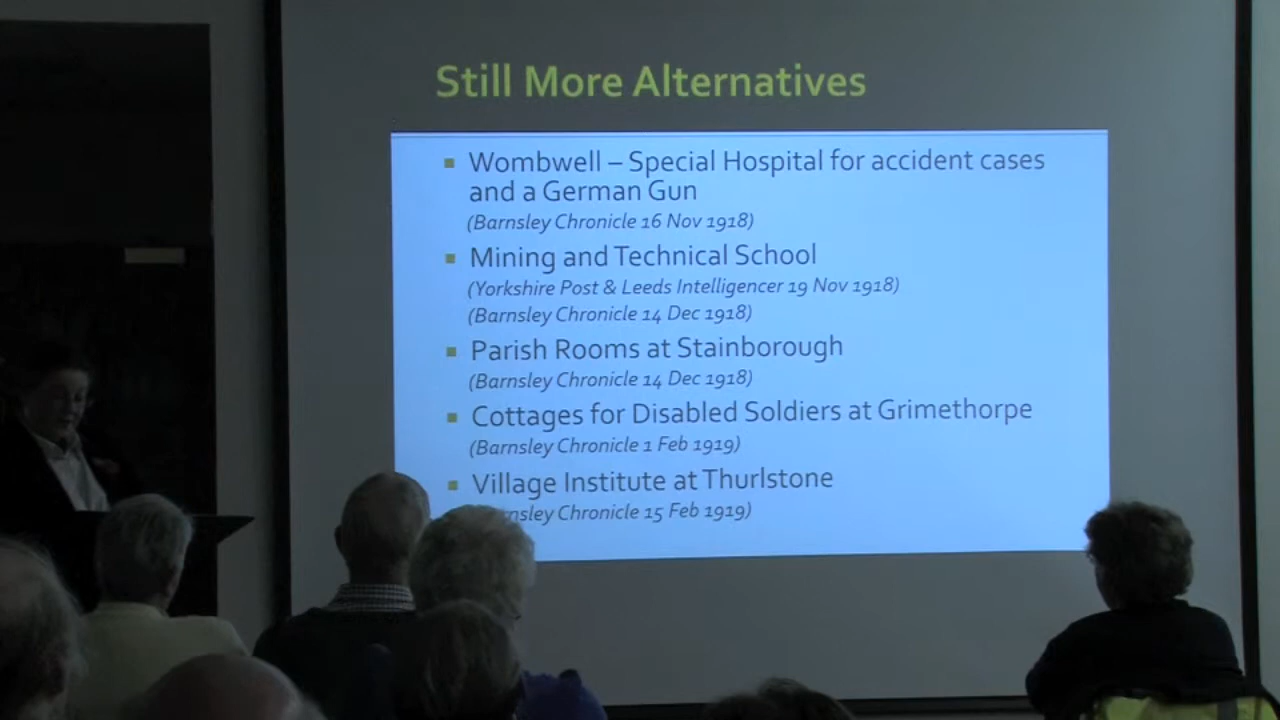 Still More Alternatives
Wombwell – Special Hospital for accident cases
and a German Gun
(Barnsley Chronicle 16 Nov 1918)
Mining and Technical School
(Yorkshire Post & Leeds Intelligencer 19 Nov 1918)
(Barnsley Chronicle 14 Dec 1918)
Parish Rooms at Stainborough
(Barnsley Chronicle 14 Dec 1918)
Cottages for Disabled Soldiers at Grimethorpe
(Barnsley Chronicle 1 Feb 1919)
Village Institute at Thurlstone
Chronicle 15 Feb 1919)